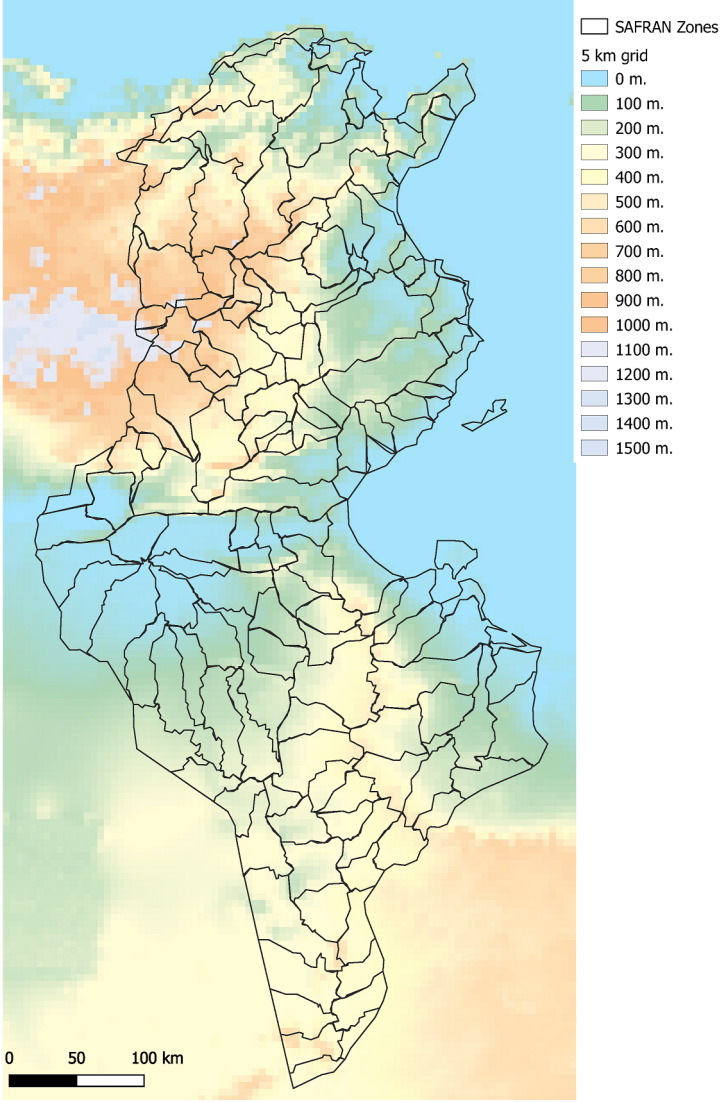 SAFRAN Zones
5 km grid
0 m.
100 m.
200 m.
300 m.
400 m.
500 m.
600 m.
700 m.
800 m.
900 m.
1000 m.
1100 m.
1200 m.
1300 m.
1400 m.
1500 m.
0 50 100 km